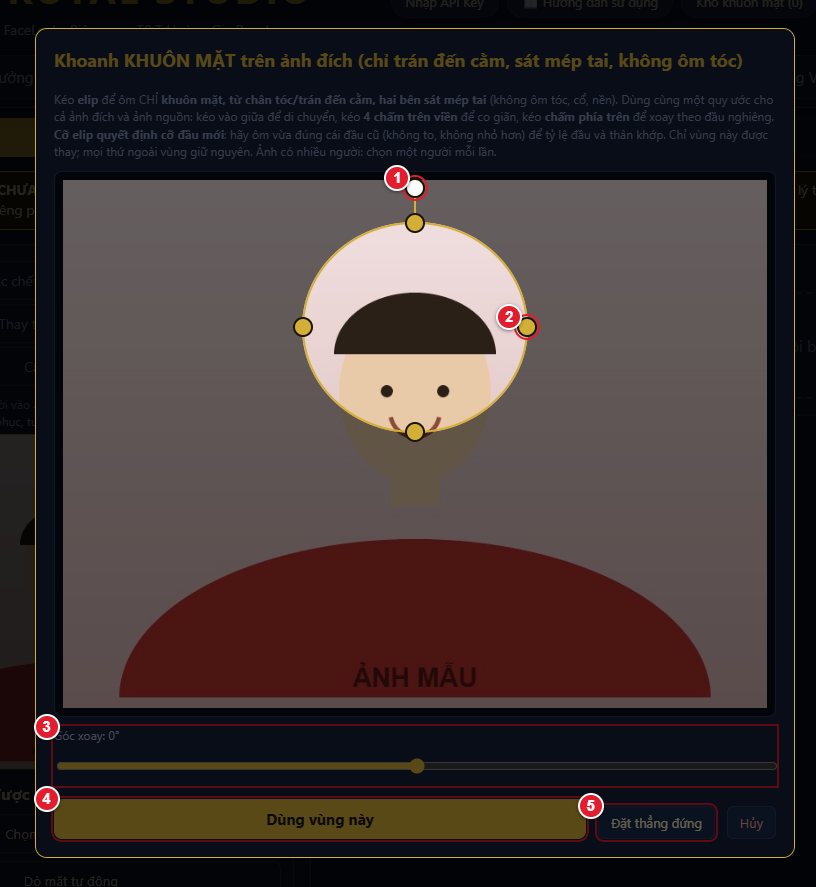 ROYAL STUDIO
Nhập API Key
Hướng dẫn sử dụng
Kho khuôn mặt (0)
Khoanh KHUÔN MẶT trên ảnh đích (chỉ trán đến cằm, sát mép tai, không ôm tóc)
Kéo elip để ôm CHỈ khuôn mặt, từ chân tóc/trán đến cằm, hai bên sát mép tai (không ôm tóc, cổ, nền). Dùng cùng một quy ước cho
cả ảnh đích và ảnh nguồn: kéo vào giữa để di chuyển, kéo 4 chấm trên viền để co giãn, kéo chấm phía trên để xoay theo đầu nghiêng.
Cỡ elip quyết định cỡ đầu mới: hãy ôm vừa đúng cái đầu cũ (không to, không nhỏ hơn) để tỷ lệ đầu và thân khớp. Chỉ vùng này được
thay; mọi thứ ngoài vùng giữ nguyên. Ảnh có nhiều người: chọn một người mỗi lần.
1
2
ẢNH MẪU
3
Góc xoay: 0°
4
Dùng vùng này
5
Đặt thẳng đứng
Hủy
Dò mặt tự động